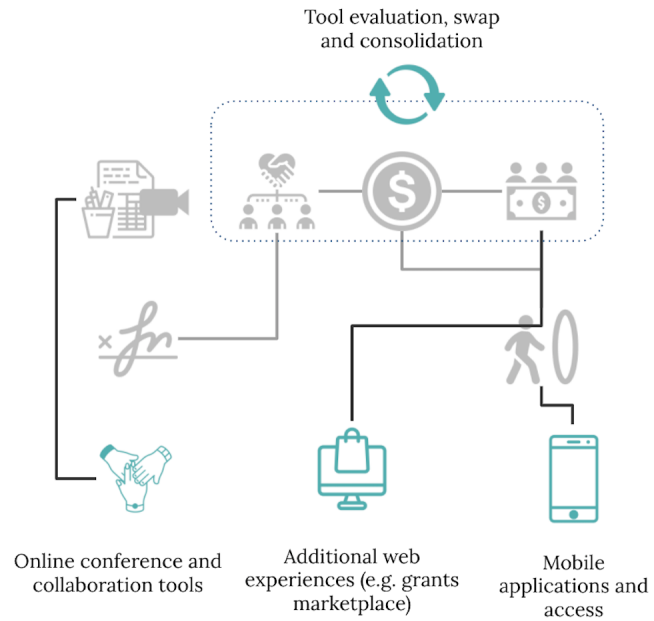 Tool evaluation, swap
and consolidation
$
$
Online conference and
collaboration tools
Additional web
experiences (e.g. grants
marketplace)
Mobile
applications and
access